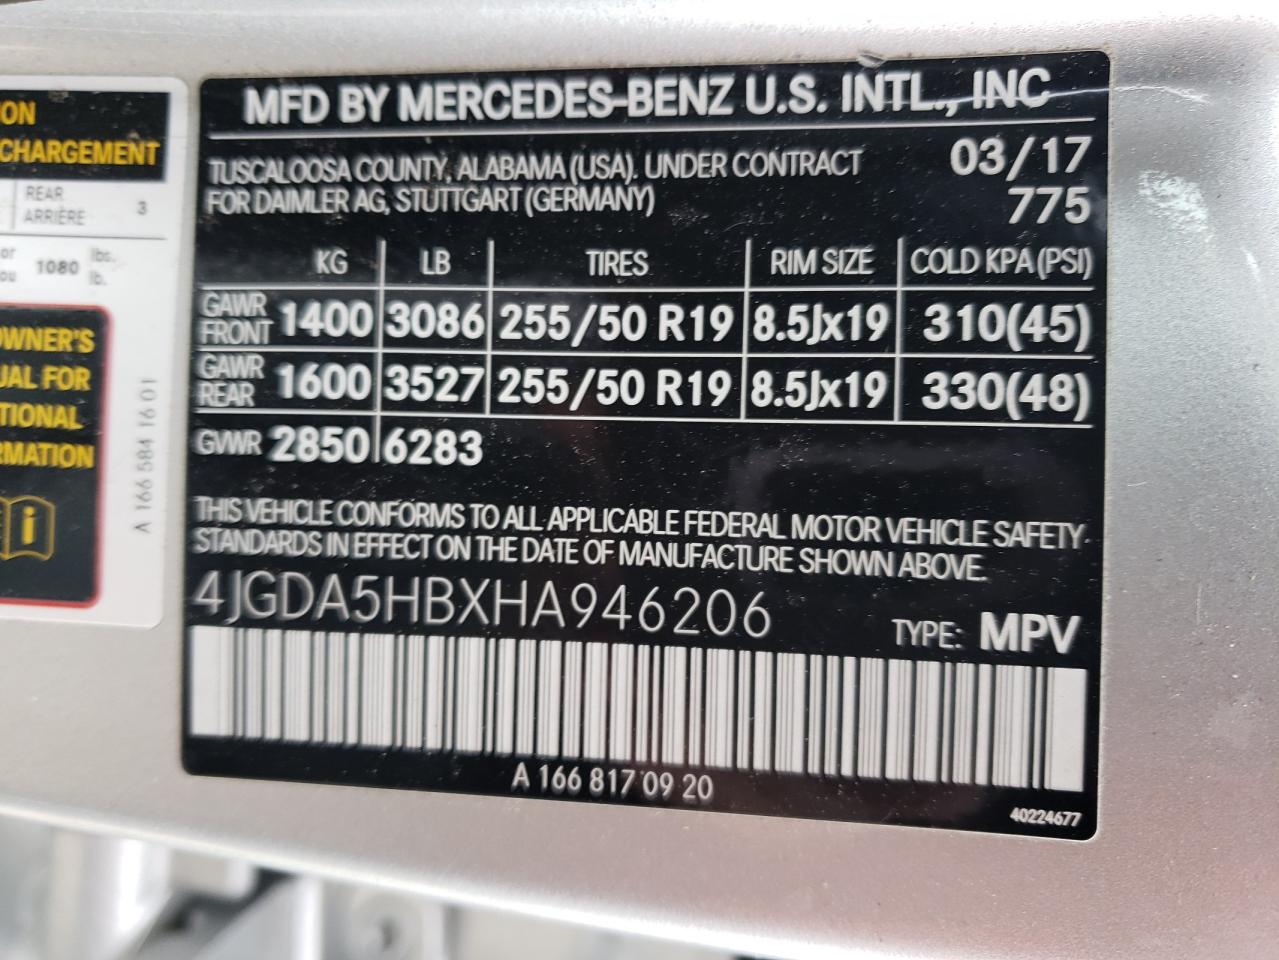 ON
CHARGEMENT
REAR
ARRIÈRE 3
or
ou 1080 lbs.
lb.
OWNER'S
UAL FOR
TIONAL
RMATION
i
A 166 584 16 01
MFD BY MERCEDES-BENZ U.S. INTL., INC
TUSCALOOSA COUNTY, ALABAMA (USA). UNDER CONTRACT 03/17
FOR DAIMLER AG, STUTTGART (GERMANY) 775
KG LB TIRES RIM SIZE COLD KPA (PSI)
GAWR
FRONT 1400 3086 255/50 R19 8.5Jx19 310(45)
GAWR
REAR 1600 3527 255/50 R19 8.5Jx19 330(48)
GVWR 2850 6283
THIS VEHICLE CONFORMS TO ALL APPLICABLE FEDERAL MOTOR VEHICLE SAFETY
STANDARDS IN EFFECT ON THE DATE OF MANUFACTURE SHOWN ABOVE.
4JGDA5HBXHA946206 TYPE: MPV
A 166 817 09 20
40224677